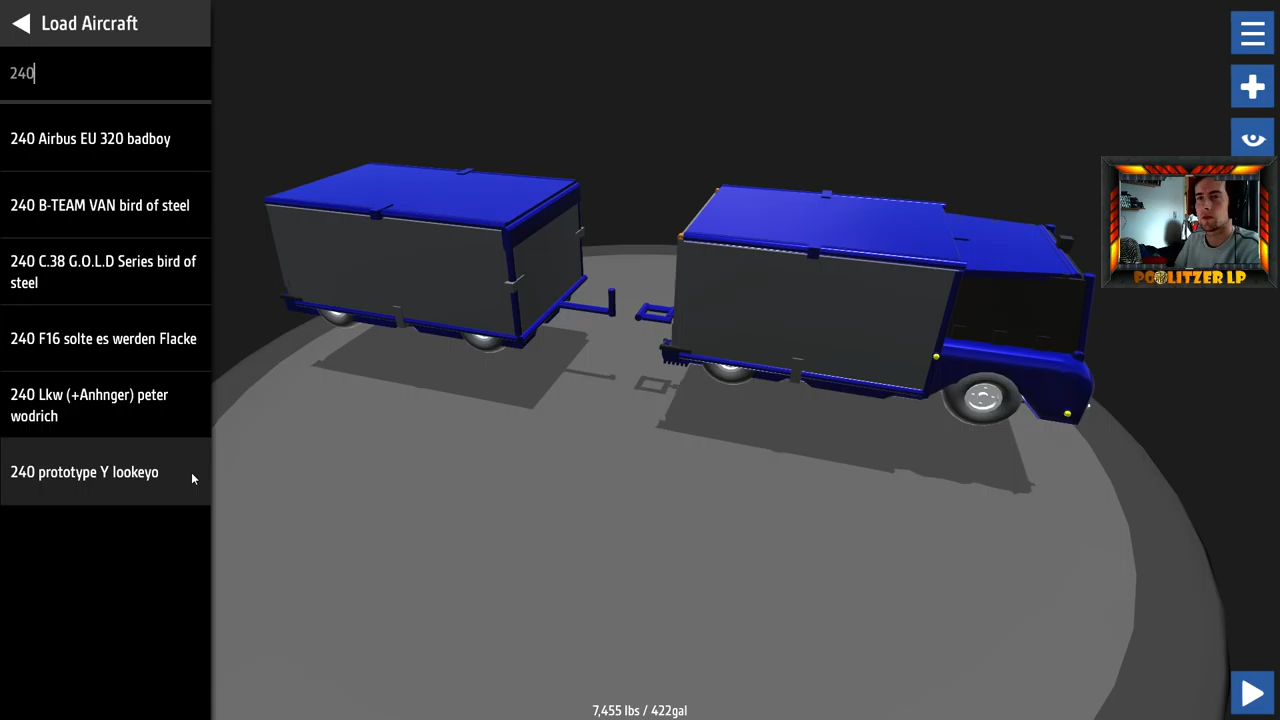 Load Aircraft
240
240 Airbus EU 320 badboy
240 B-TEAM VAN bird of steel
240 C.38 G.O.L.D Series bird of
steel
240 F16 solte es werden Flacke
240 Lkw (+Anhnger) peter
wodrich
240 prototype Y lookeyo
POOLITZER LP
7,455 lbs / 422gal